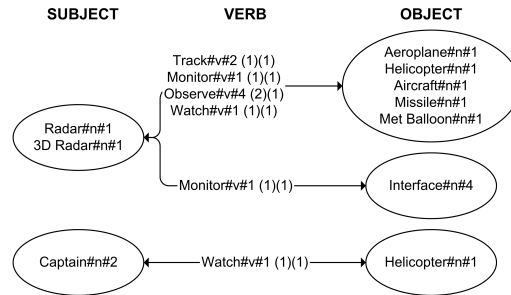 SUBJECT VERB OBJECT
Track#v#2 (1)(1)
Monitor#v#1 (1)(1)
Observe#v#4 (2)(1)
Watch#v#1 (1)(1)
Aeroplane#n#1
Helicopter#n#1
Aircraft#n#1
Missile#n#1
Met Balloon#n#1
Radar#n#1
3D Radar#n#1
Monitor#v#1 (1)(1)
Interface#n#4
Captain#n#2
Watch#v#1 (1)(1)
Helicopter#n#1